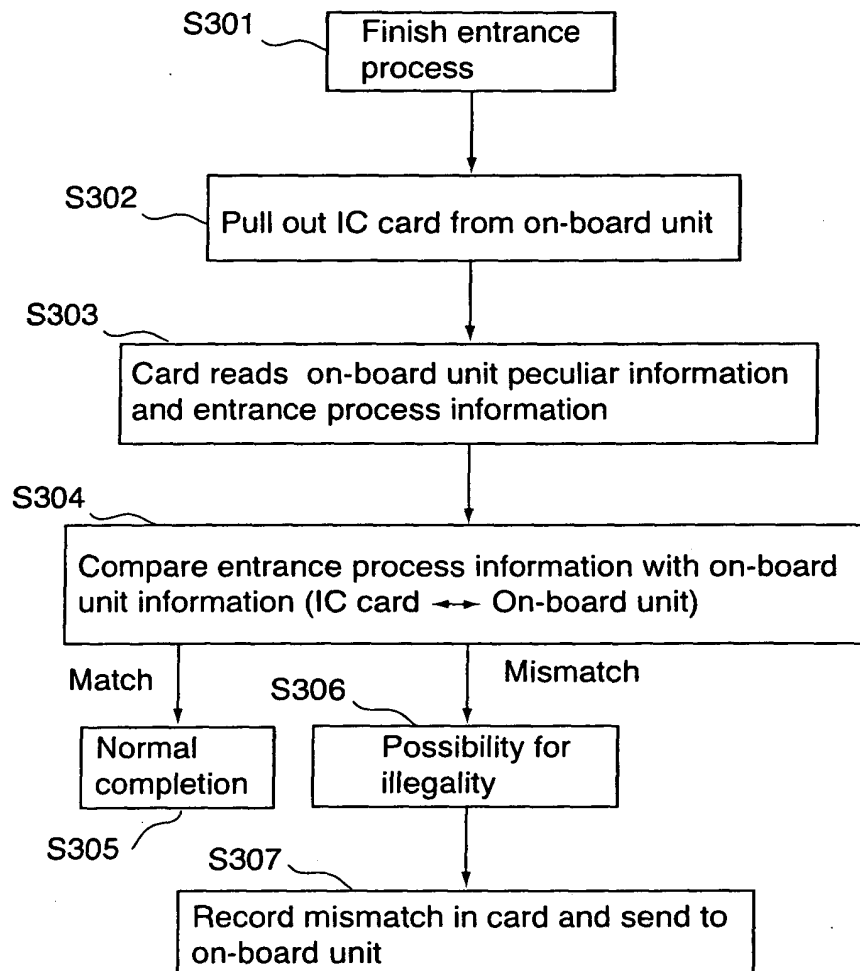 S301
Finish entrance
process
S302
Pull out IC card from on-board unit
S303
Card reads on-board unit peculiar information
and entrance process information
S304
Compare entrance process information with on-board
unit information (IC card ↔ On-board unit)
Match
Mismatch
S306
Normal
completion
Possibility for
illegality
S305
S307
Record mismatch in card and send to
on-board unit